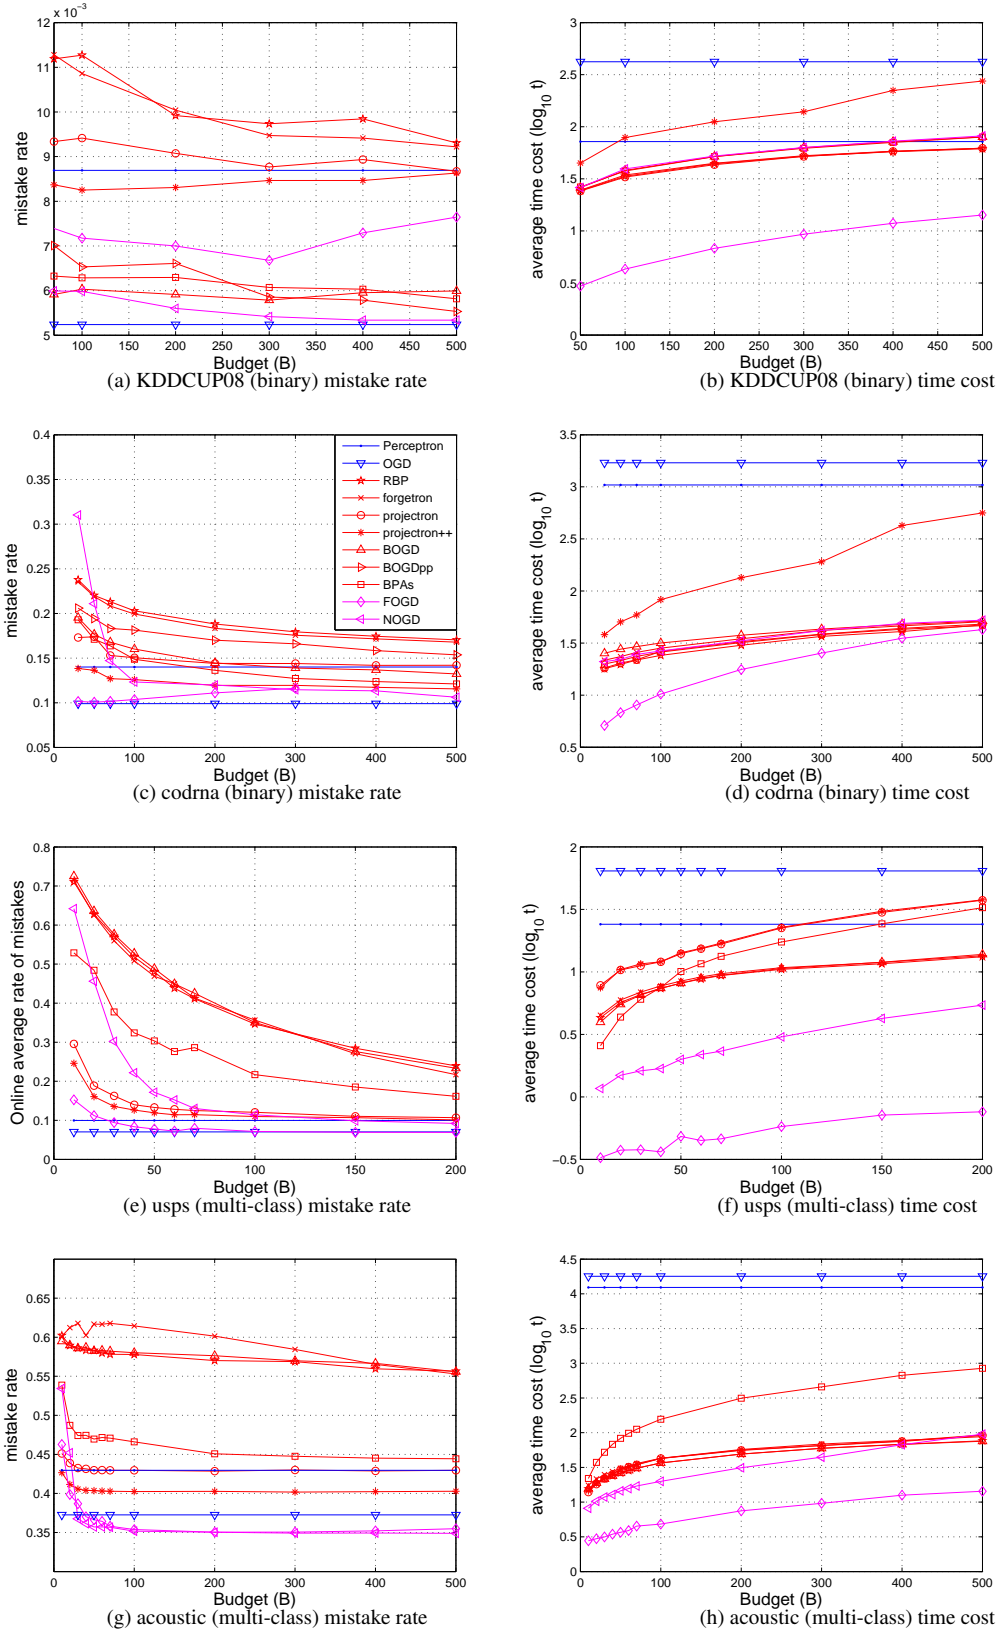 12 x 10⁻³
11
10
9
8
7
6
5
100 150 200 250 300 350 400 450 500
mistake rate
Budget (B)
(a) KDDCUP08 (binary) mistake rate
3
2.5
2
1.5
1
0.5
0
50 100 150 200 250 300 350 400 450 500
average time cost (log10 t)
Budget (B)
(b) KDDCUP08 (binary) time cost
0.4
0.35
0.3
0.25
0.2
0.15
0.1
0.05
0 100 200 300 400 500
mistake rate
Perceptron
OGD
RBP
forgetron
projectron
projectron++
BOGD
BOGDpp
BPAs
FOGD
NOGD
Budget (B)
(c) codrna (binary) mistake rate
3.5
3
2.5
2
1.5
1
0.5
0 100 200 300 400 500
average time cost (log10 t)
Budget (B)
(d) codrna (binary) time cost
0.8
0.7
0.6
0.5
0.4
0.3
0.2
0.1
0
0 50 100 150 200
Online average rate of mistakes
Budget (B)
(e) usps (multi-class) mistake rate
2
1.5
1
0.5
0
−0.5
50 100 150 200
average time cost (log10 t)
Budget (B)
(f) usps (multi-class) time cost
0.65
0.6
0.55
0.5
0.45
0.4
0.35
0 100 200 300 400 500
mistake rate
Budget (B)
(g) acoustic (multi-class) mistake rate
4.5
4
3.5
3
2.5
2
1.5
1
0.5
0
0 100 200 300 400 500
average time cost (log10 t)
Budget (B)
(h) acoustic (multi-class) time cost